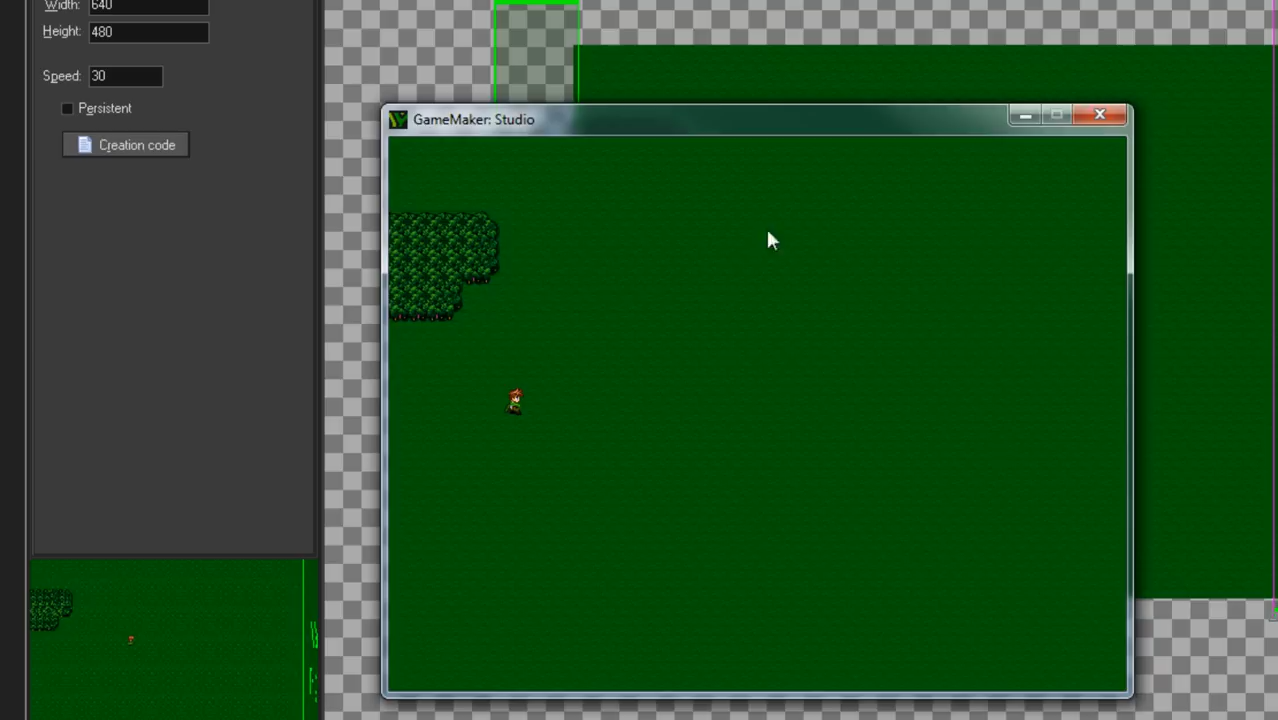 Width: 640
Height: 480
Speed: 30
Persistent
Creation code
GameMaker: Studio